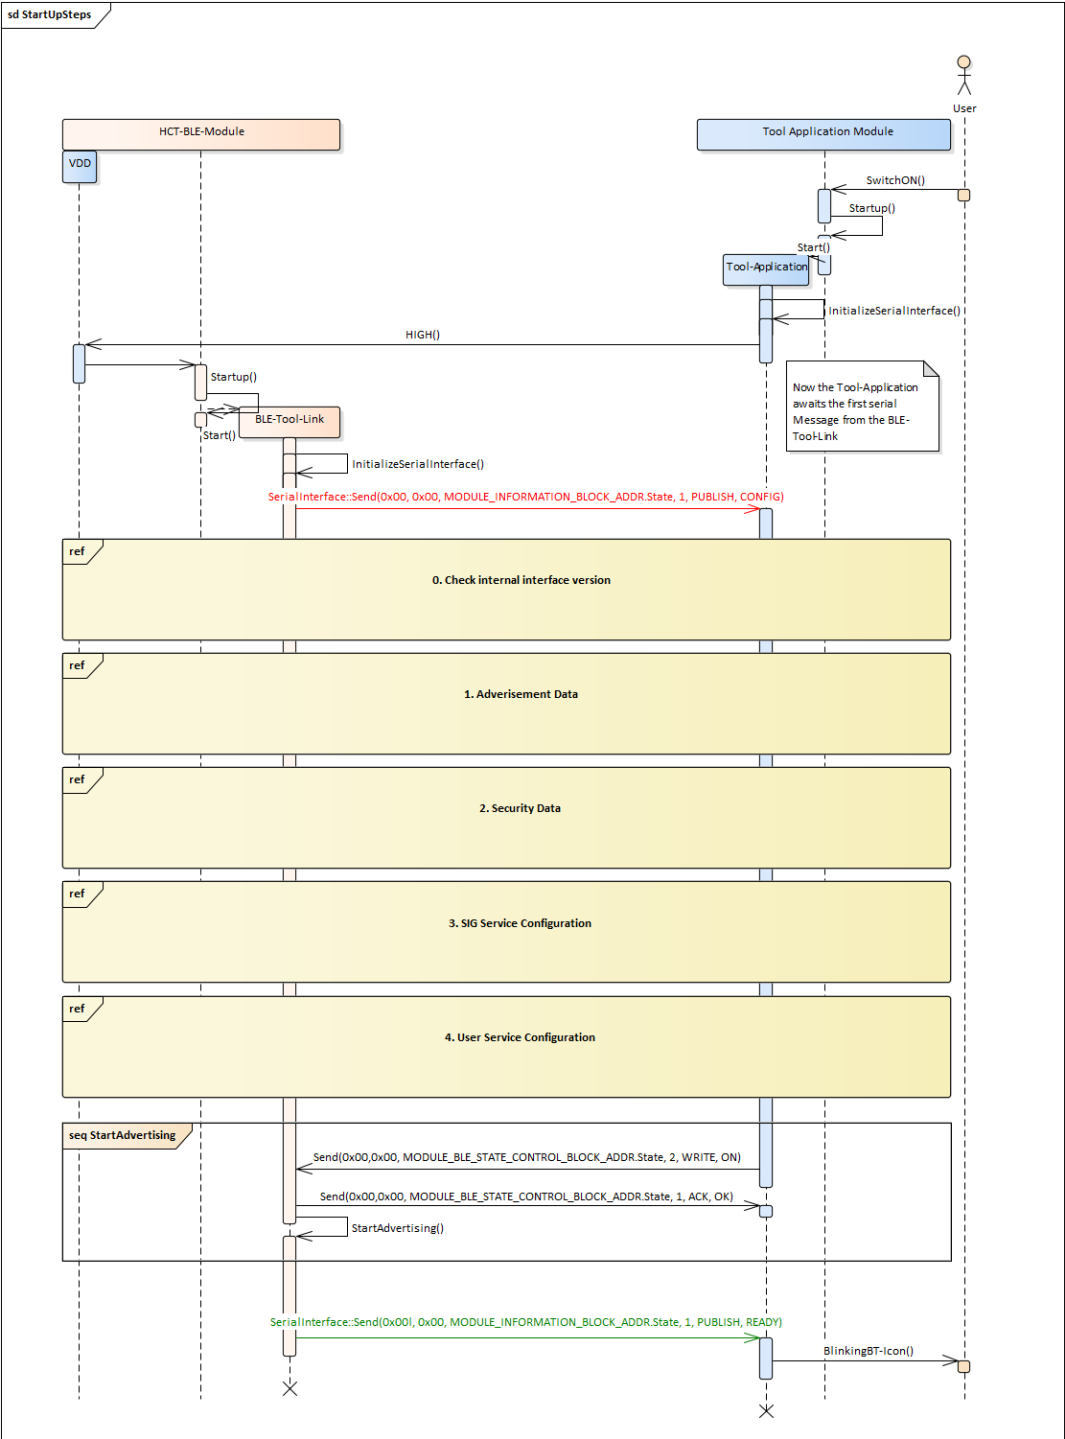 sd StartUpSteps
User
HCT-BLE-Module
Tool Application Module
VDD
SwitchON()
Startup()
Start()
Tool-Application
InitializeSerialInterface()
HIGH()
Startup()
Now the Tool-Application
awaits the first serial
Message from the BLE-
Tool-Link
BLE-Tool-Link
Start()
InitializeSerialInterface()
SerialInterface::Send(0x00, 0x00, MODULE_INFORMATION_BLOCK_ADDR.State, 1, PUBLISH, CONFIG)
ref
0. Check internal interface version
ref
1. Adverisement Data
ref
2. Security Data
ref
3. SIG Service Configuration
ref
4. User Service Configuration
seq StartAdvertising
Send(0x00,0x00, MODULE_BLE_STATE_CONTROL_BLOCK_ADDR.State, 2, WRITE, ON)
Send(0x00,0x00, MODULE_BLE_STATE_CONTROL_BLOCK_ADDR.State, 1, ACK, OK)
StartAdvertising()
SerialInterface::Send(0x00l, 0x00, MODULE_INFORMATION_BLOCK_ADDR.State, 1, PUBLISH, READY)
BlinkingBT-Icon()